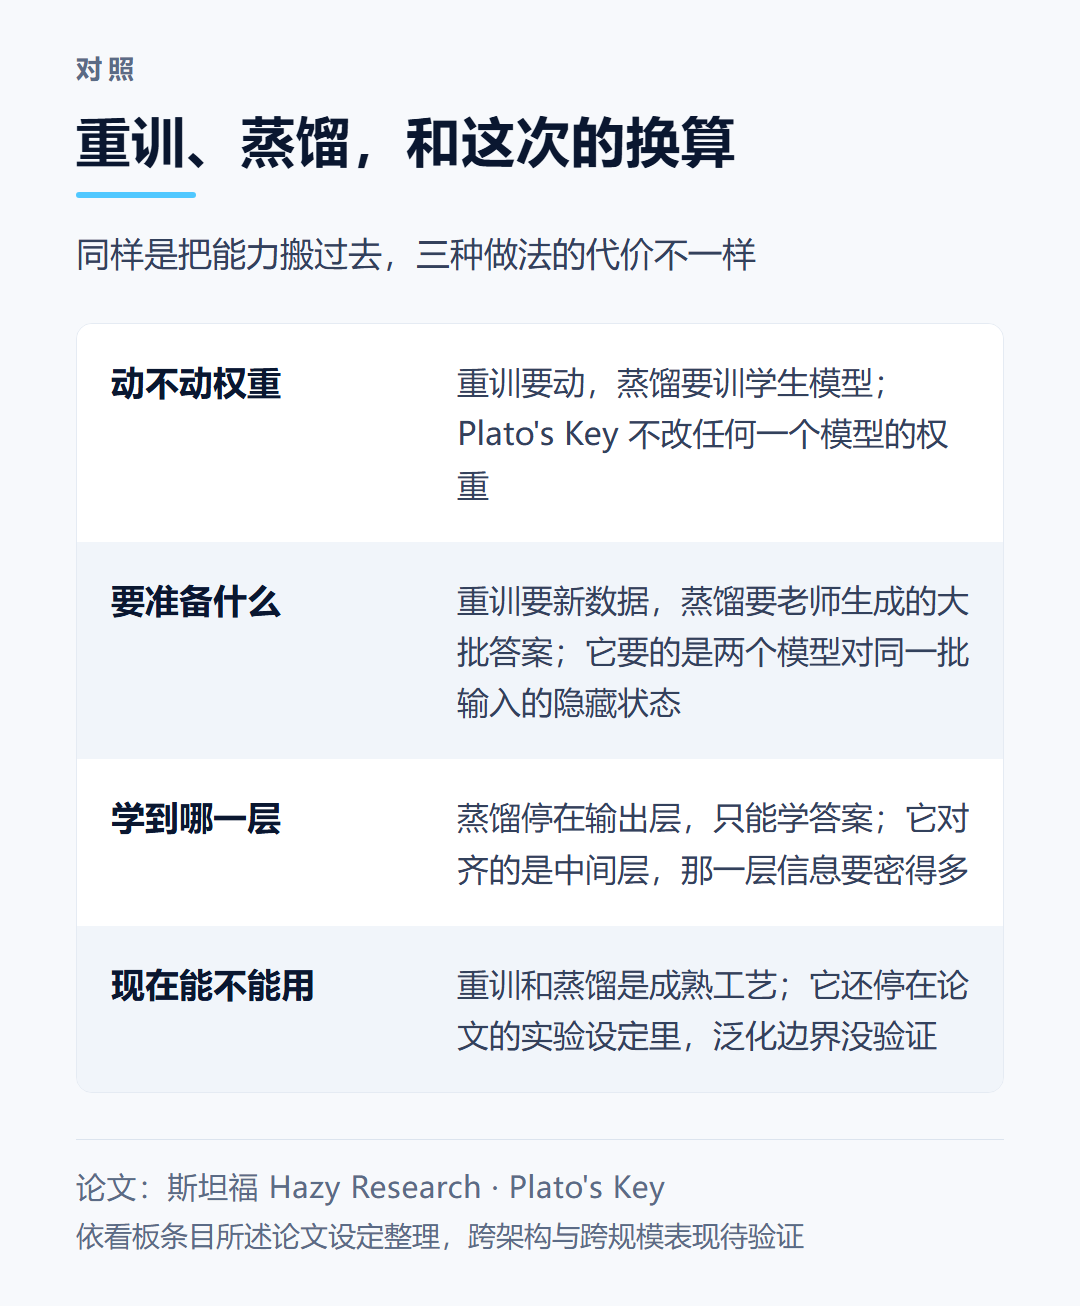 对照
重训、蒸馏，和这次的换算
同样是把能力搬过去，三种做法的代价不一样
动不动权重
重训要动，蒸馏要训学生模型；
Plato's Key 不改任何一个模型的权
重
要准备什么
重训要新数据，蒸馏要老师生成的大
批答案；它要的是两个模型对同一批
输入的隐藏状态
学到哪一层
蒸馏停在输出层，只能学答案；它对
齐的是中间层，那一层信息要密得多
现在能不能用
重训和蒸馏是成熟工艺；它还停在论
文的实验设定里，泛化边界没验证
论文：斯坦福 Hazy Research · Plato's Key
依看板条目所述论文设定整理，跨架构与跨规模表现待验证